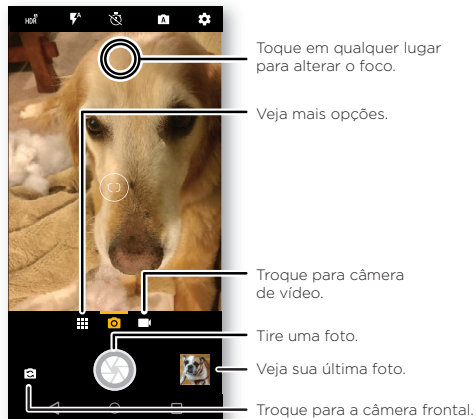 HDR
A
A
Toque em qualquer lugar
para alterar o foco.
Veja mais opções.
Troque para câmera
de vídeo.
Tire uma foto.
Veja sua última foto.
Troque para a câmera frontal.